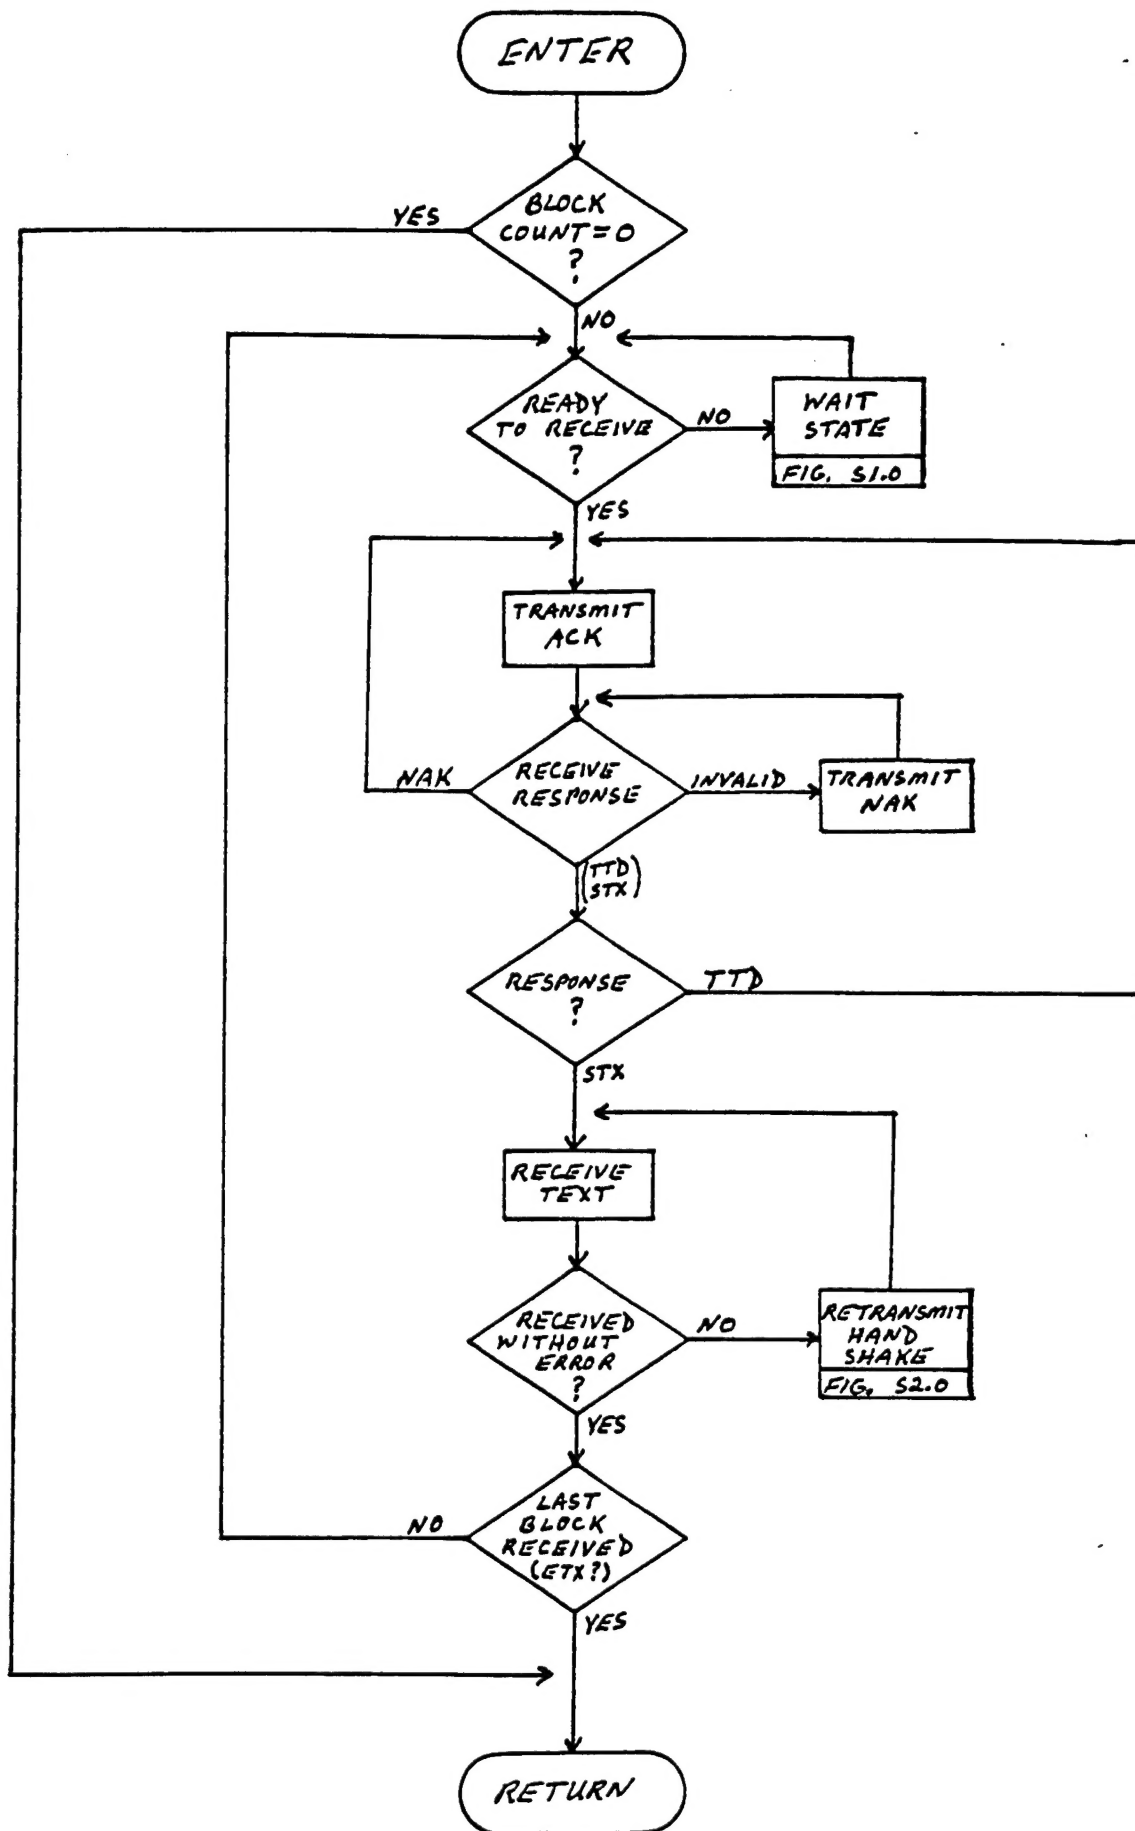 ENTER
BLOCK
COUNT = 0
?
YES
NO
READY
TO RECEIVE
?
NO
WAIT
STATE
FIG. S1.0
YES
TRANSMIT
ACK
NAK
RECEIVE
RESPONSE
INVALID
TRANSMIT
NAK
(TTD
STX)
RESPONSE
?
TTD
STX
RECEIVE
TEXT
RECEIVED
WITHOUT
ERROR
?
NO
RETRANSMIT
HAND
SHAKE
FIG. S2.0
YES
LAST
BLOCK
RECEIVED
(ETX?)
NO
YES
RETURN